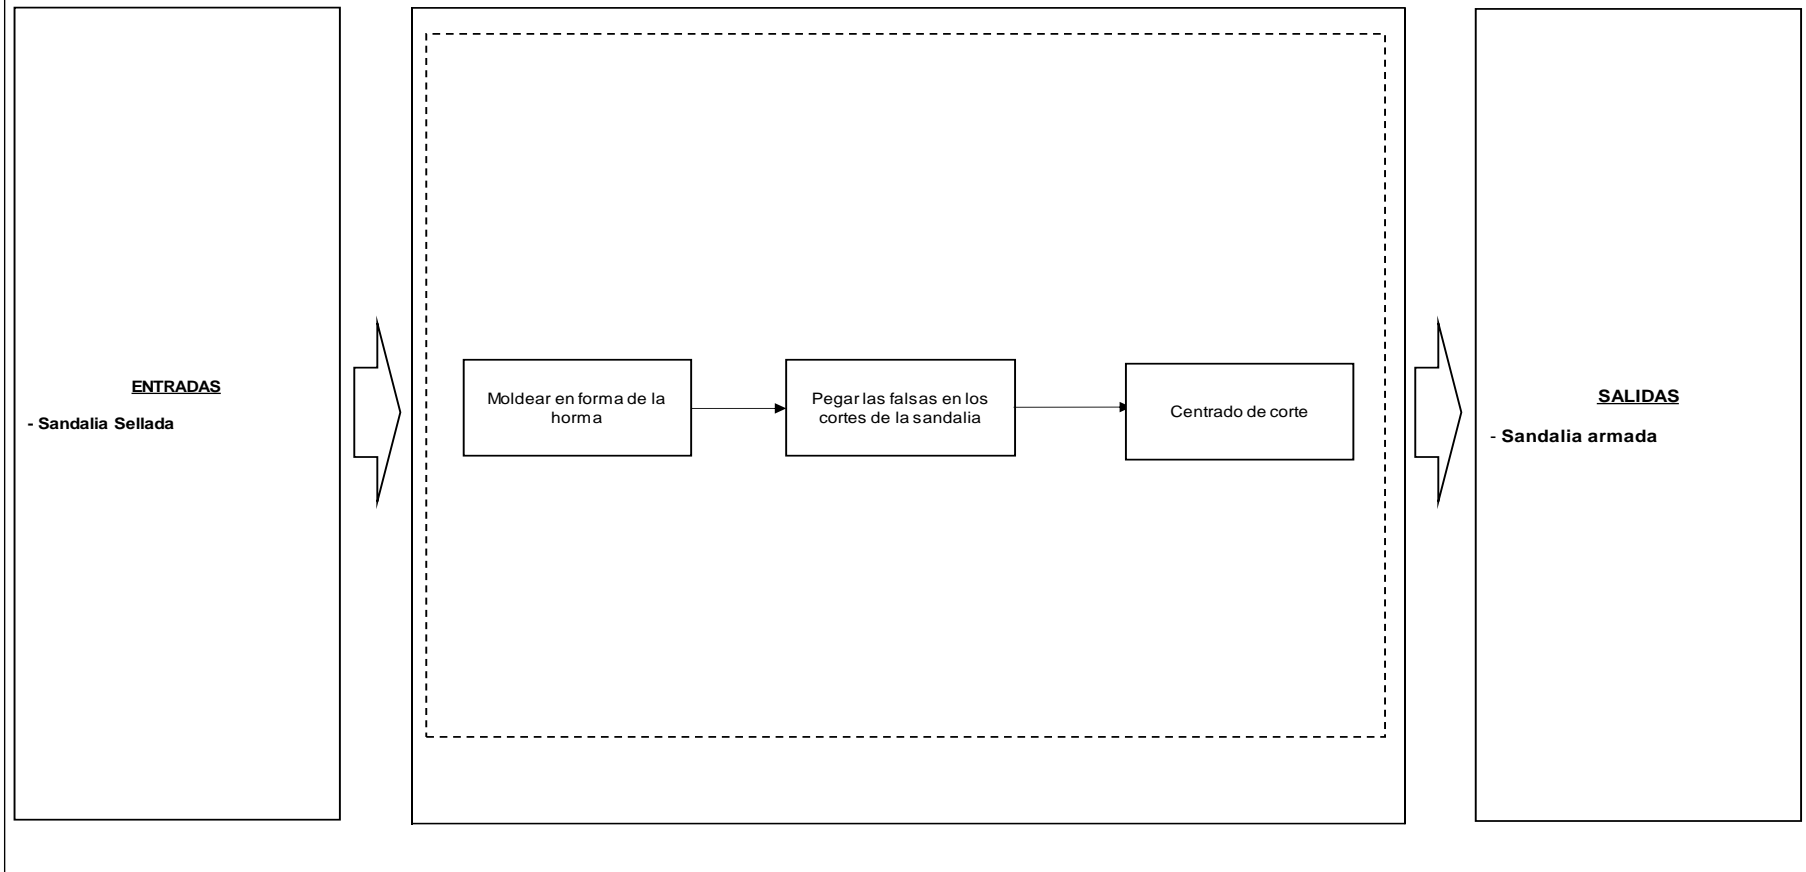 ENTRADAS
- Sandalia Sellada
Moldear en forma de la
horma
Pegar las falsas en los
cortes de la sandalia
Centrado de corte
SALIDAS
- Sandalia armada